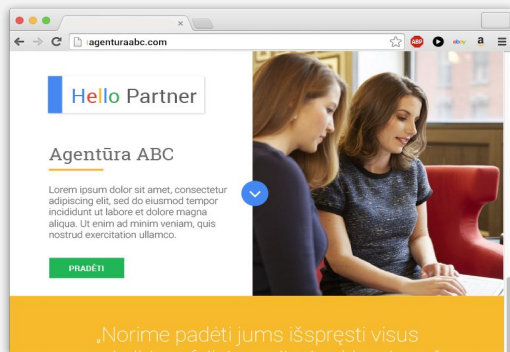 agenturaabc.com
ABP
ebay
a
Hello Partner
Agentūra ABC
Lorem ipsum dolor sit amet, consectetur
adipiscing elit, sed do eiusmod tempor
incididunt ut labore et dolore magna
aliqua. Ut enim ad minim veniam, quis
nostrud exercitation ullamco.
PRADĖTI
„Norime padėti jums išspręsti visus